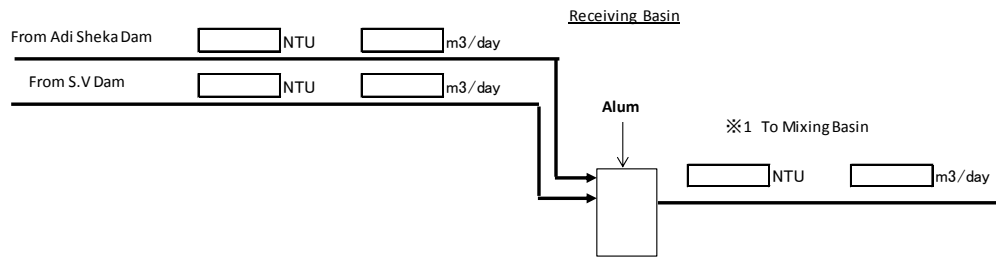 Receiving Basin
From Adi Sheka Dam NTU m3/day
From S.V Dam NTU m3/day
Alum
※1 To Mixing Basin
NTU m3/day